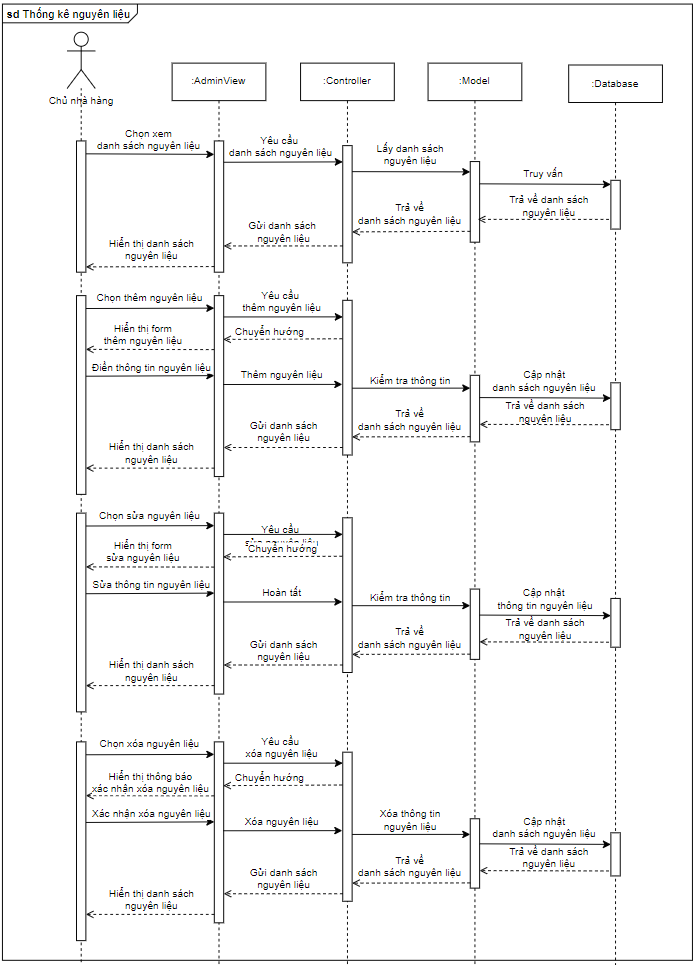 sd Thống kê nguyên liệu
Chủ nhà hàng
:AdminView
:Controller
:Model
:Database
Chọn xem
danh sách nguyên liệu
Yêu cầu
danh sách nguyên liệu
Lấy danh sách
nguyên liệu
Truy vấn
Trả về danh sách
nguyên liệu
Trả về
danh sách nguyên liệu
Gửi danh sách
nguyên liệu
Hiển thị danh sách
nguyên liệu
Chọn thêm nguyên liệu
Yêu cầu
thêm nguyên liệu
Chuyển hướng
Hiển thị form
thêm nguyên liệu
Điền thông tin nguyên liệu
Thêm nguyên liệu
Kiểm tra thông tin
Cập nhật
danh sách nguyên liệu
Trả về danh sách
nguyên liệu
Trả về
danh sách nguyên liệu
Gửi danh sách
nguyên liệu
Hiển thị danh sách
nguyên liệu
Chọn sửa nguyên liệu
Yêu cầu
sửa nguyên liệu
Chuyển hướng
Hiển thị form
sửa nguyên liệu
Sửa thông tin nguyên liệu
Hoàn tất
Kiểm tra thông tin
Cập nhật
thông tin nguyên liệu
Trả về danh sách
nguyên liệu
Trả về
danh sách nguyên liệu
Gửi danh sách
nguyên liệu
Hiển thị danh sách
nguyên liệu
Chọn xóa nguyên liệu
Yêu cầu
xóa nguyên liệu
Chuyển hướng
Hiển thị thông báo
xác nhận xóa nguyên liệu
Xác nhận xóa nguyên liệu
Xóa nguyên liệu
Xóa thông tin
nguyên liệu
Cập nhật
danh sách nguyên liệu
Trả về danh sách
nguyên liệu
Trả về
danh sách nguyên liệu
Gửi danh sách
nguyên liệu
Hiển thị danh sách
nguyên liệu